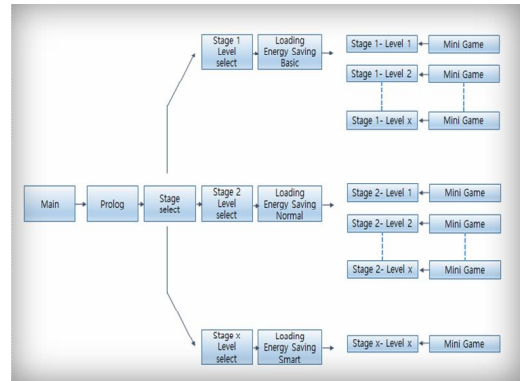 Stage 1
Level
select
Loading
Energy Saving
Basic
Stage 1- Level 1
Mini Game
Stage 1- Level 2
Mini Game
Stage 1- Level x
Mini Game
Main
Prolog
Stage
select
Stage 2
Level
select
Loading
Energy Saving
Normal
Stage 2- Level 1
Mini Game
Stage 2- Level 2
Mini Game
Stage 2- Level x
Mini Game
Stage x
Level
select
Loading
Energy Saving
Smart
Stage x- Level x
Mini Game